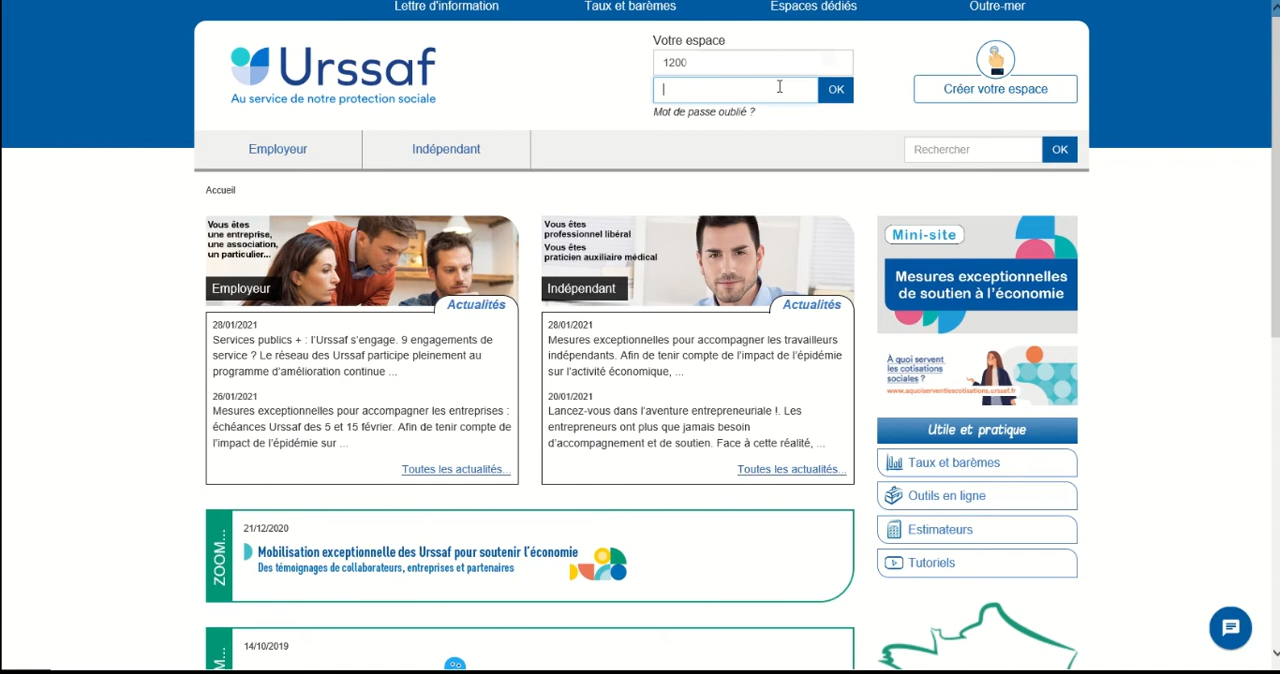 Lettre d'information
Taux et barèmes
Espaces dédiés
Outre-mer
Urssaf
Au service de notre protection sociale
Votre espace
1200
OK
Mot de passe oublié ?
Créer votre espace
Employeur
Indépendant
Rechercher
OK
Accueil
Vous êtes
une entreprise,
une association,
un particulier...
Employeur
Actualités
28/01/2021
Services publics + : l'Urssaf s'engage. 9 engagements de
service ? Le réseau des Urssaf participe pleinement au
programme d'amélioration continue ...
26/01/2021
Mesures exceptionnelles pour accompagner les entreprises :
échéances Urssaf des 5 et 15 février. Afin de tenir compte de
l'impact de l'épidémie sur ...
Toutes les actualités...
Vous êtes
professionnel libéral
Vous êtes
praticien auxiliaire médical
Indépendant
Actualités
28/01/2021
Mesures exceptionnelles pour accompagner les travailleurs
indépendants. Afin de tenir compte de l'impact de l'épidémie
sur l'activité économique, ...
20/01/2021
Lancez-vous dans l'aventure entrepreneuriale !. Les
entrepreneurs ont plus que jamais besoin
d'accompagnement et de soutien. Face à cette réalité, ...
Toutes les actualités...
Mini-site
Mesures exceptionnelles
de soutien à l'économie
À quoi servent
les cotisations
sociales ?
www.aquoiserventlescotisations.urssaf.fr
Utile et pratique
Taux et barèmes
Outils en ligne
Estimateurs
Tutoriels
ZOOM...
21/12/2020
Mobilisation exceptionnelle des Urssaf pour soutenir l'économie
Des témoignages de collaborateurs, entreprises et partenaires
14/10/2019